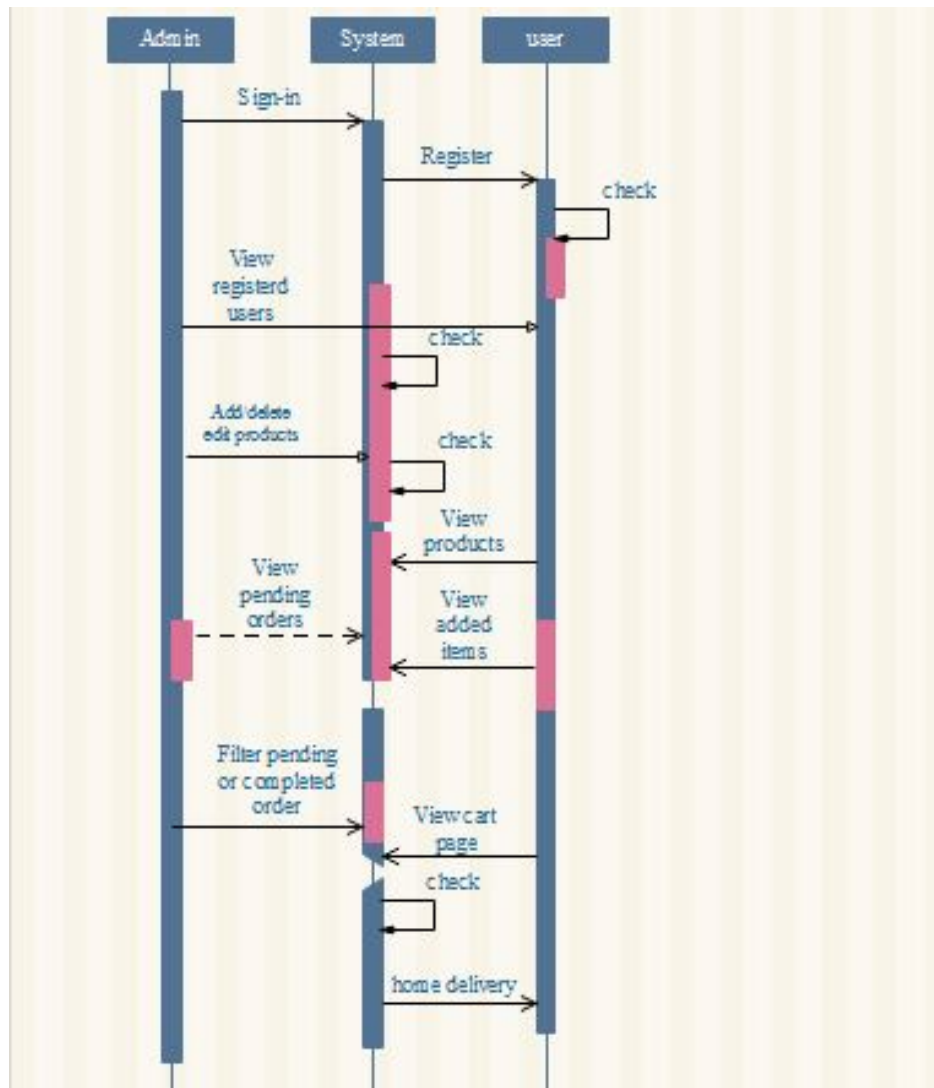 Admin
System
user
Sign-in
Register
check
View
registerd
users
check
Add/delete
edit products
check
View
products
View
pending
orders
View
added
items
Filter pending
or completed
order
View cart
page
check
home delivery